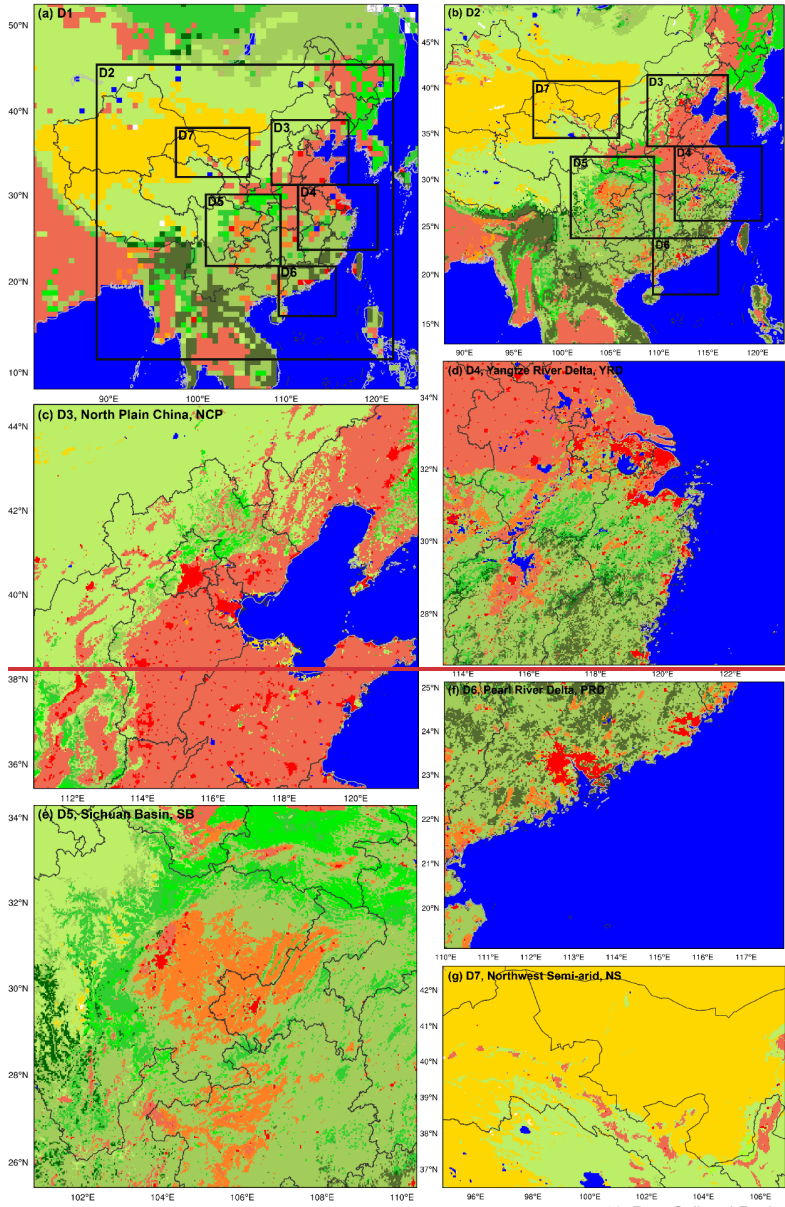 (a) D1
50°N
40°N
30°N
20°N
10°N
90°E 100°E 110°E 120°E
D2
D7
D3
D5
D4
D6
(b) D2
45°N
40°N
35°N
30°N
25°N
20°N
15°N
90°E 95°E 100°E 105°E 110°E 115°E 120°E
D7
D3
D5
D4
D6
(c) D3, North Plain China, NCP
44°N
42°N
40°N
38°N
36°N
112°E 114°E 116°E 118°E 120°E
(d) D4, Yangtze River Delta, YRD
34°N
32°N
30°N
28°N
114°E 116°E 118°E 120°E 122°E
(e) D5, Sichuan Basin, SB
34°N
32°N
30°N
28°N
26°N
102°E 104°E 106°E 108°E 110°E
(f) D6, Pearl River Delta, PRD
25°N
24°N
23°N
22°N
21°N
20°N
110°E 111°E 112°E 113°E 114°E 115°E 116°E 117°E
(g) D7, Northwest Semi-arid, NS
42°N
41°N
40°N
39°N
38°N
37°N
96°E 98°E 100°E 102°E 104°E 106°E